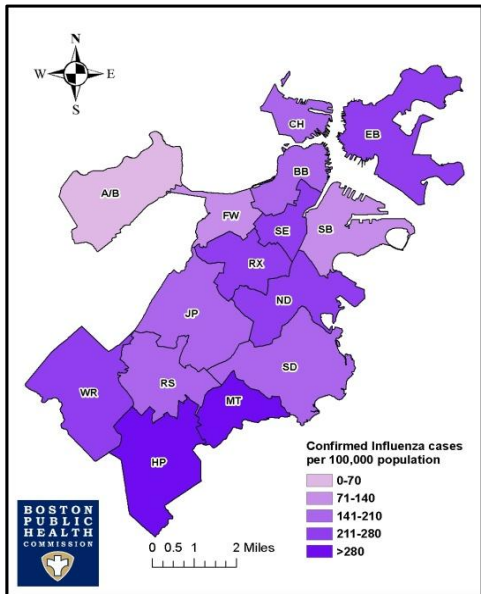 N
W E
S
CH
EB
BB
A/B
FW
SE
SB
RX
ND
JP
SD
WR
RS
MT
HP
Confirmed Influenza cases
per 100,000 population
0-70
71-140
141-210
211-280
>280
BOSTON
PUBLIC
HEALTH
COMMISSION
0 0.5 1 2 Miles